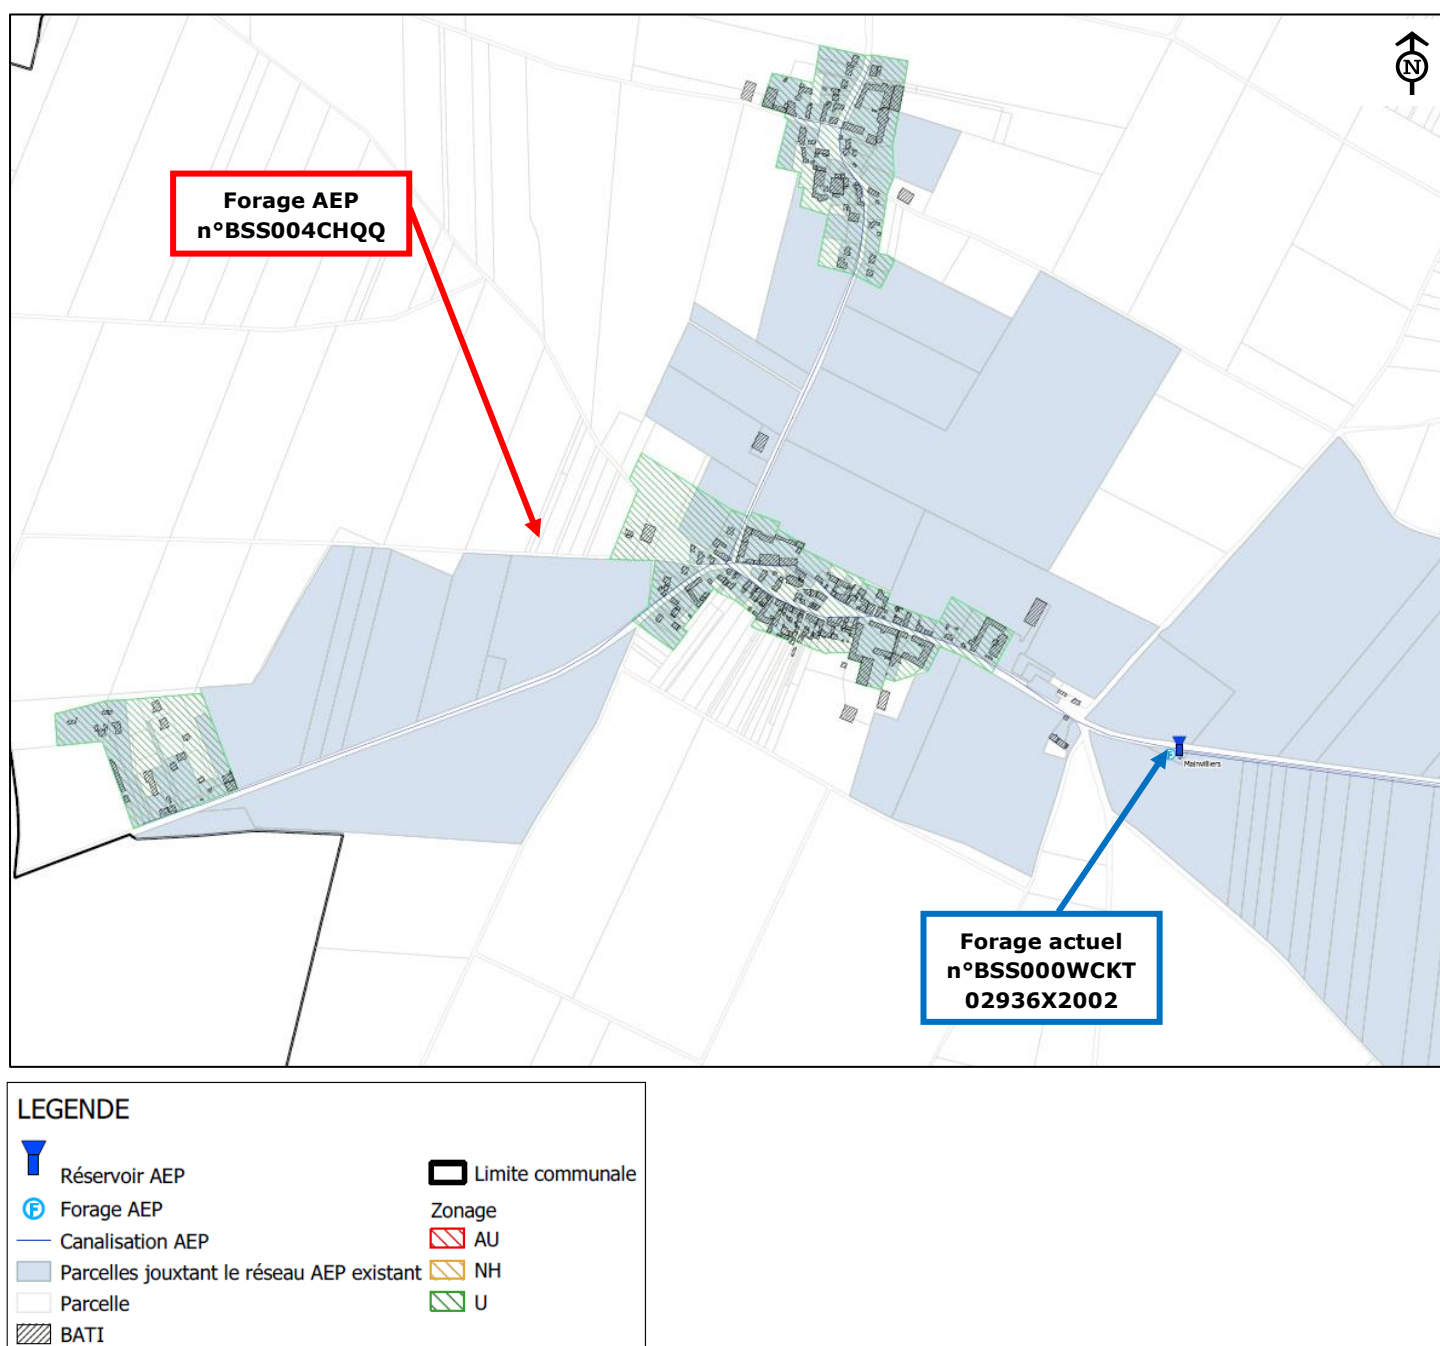 N
Forage AEP
n°BSS004CHQQ
F
Mainvilliers
Forage actuel
n°BSS000WCKT
02936X2002
LEGENDE
Réservoir AEP
F Forage AEP
Canalisation AEP
Parcelles jouxtant le réseau AEP existant
Parcelle
BATI
Limite communale
Zonage
AU
NH
U